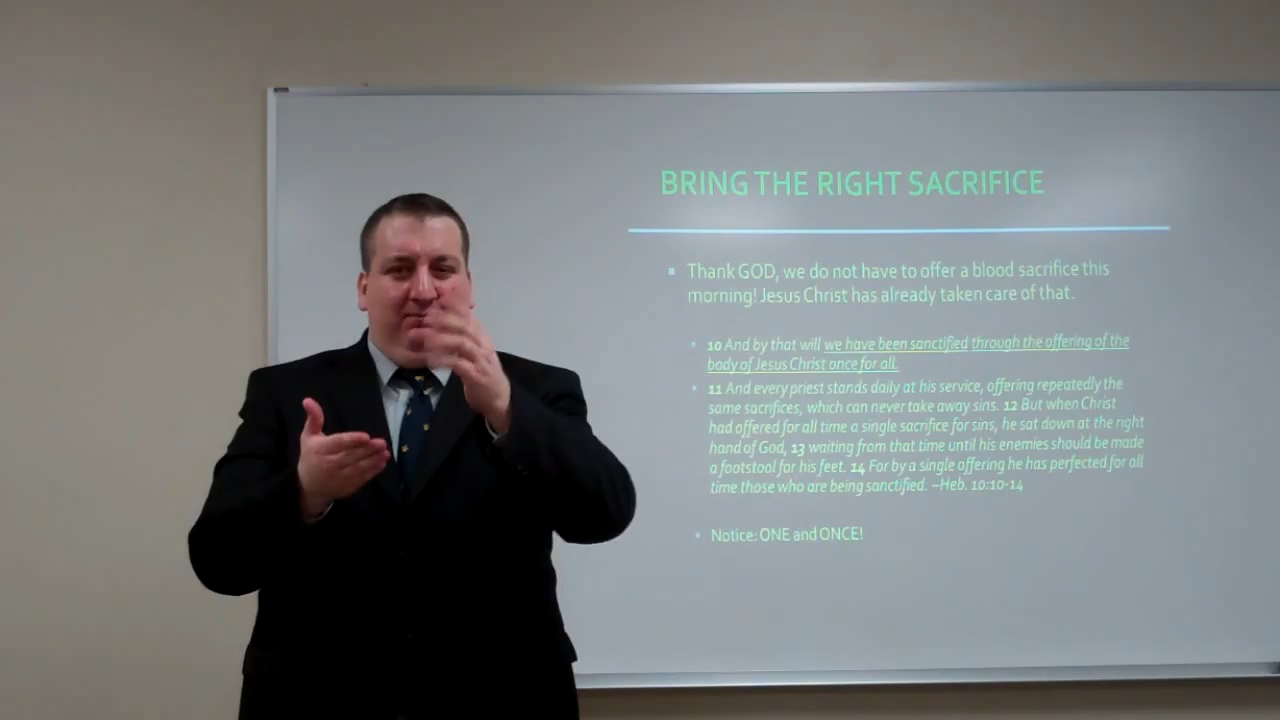 BRING THE RIGHT SACRIFICE
Thank GOD, we do not have to offer a blood sacrifice this
morning! Jesus Christ has already taken care of that.
10 And by that will we have been sanctified through the offering of the
body of Jesus Christ once for all.
11 And every priest stands daily at his service, offering repeatedly the
same sacrifices, which can never take away sins. 12 But when Christ
had offered for all time a single sacrifice for sins, he sat down at the right
hand of God, 13 waiting from that time until his enemies should be made
a footstool for his feet. 14 For by a single offering he has perfected for all
time those who are being sanctified. –Heb. 10:10-14
Notice: ONE and ONCE!